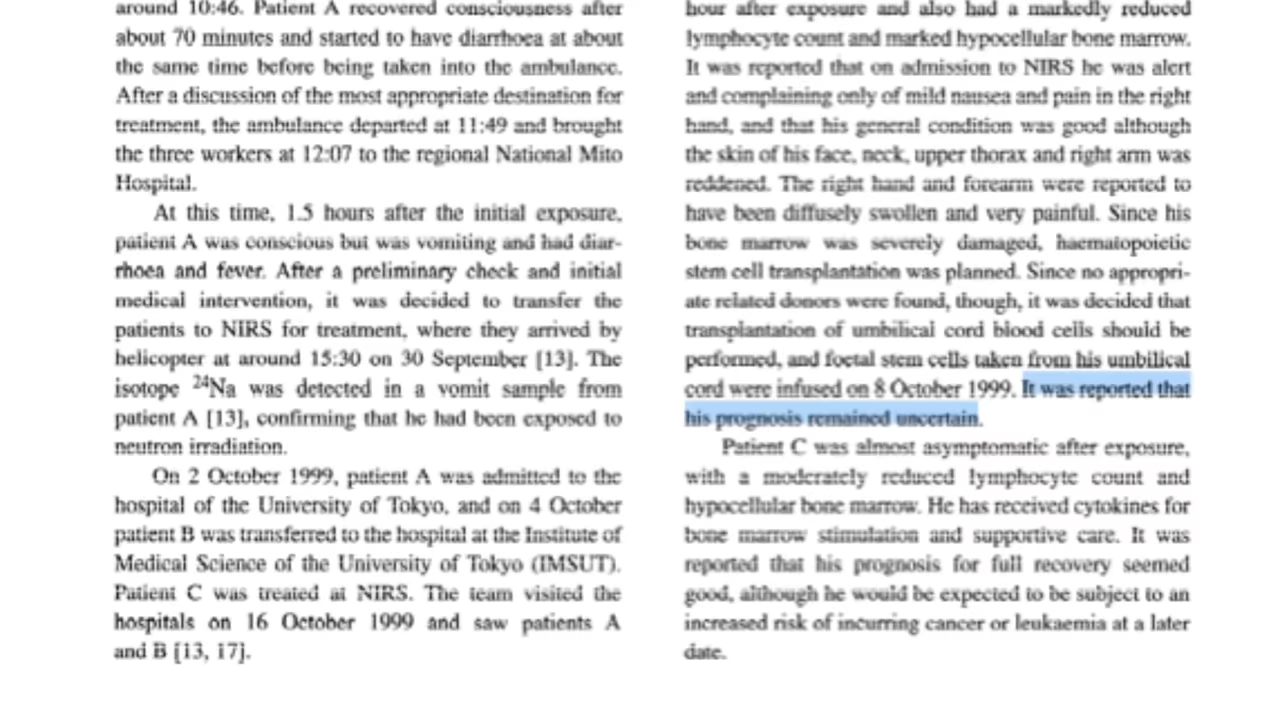 around 10:46. Patient A recovered consciousness after
about 70 minutes and started to have diarrhoea at about
the same time before being taken into the ambulance.
After a discussion of the most appropriate destination for
treatment, the ambulance departed at 11:49 and brought
the three workers at 12:07 to the regional National Mito
Hospital.
At this time, 1.5 hours after the initial exposure,
patient A was conscious but was vomiting and had diar-
rhoea and fever. After a preliminary check and initial
medical intervention, it was decided to transfer the
patients to NIRS for treatment, where they arrived by
helicopter at around 15:30 on 30 September [13]. The
isotope ²⁴Na was detected in a vomit sample from
patient A [13], confirming that he had been exposed to
neutron irradiation.
On 2 October 1999, patient A was admitted to the
hospital of the University of Tokyo, and on 4 October
patient B was transferred to the hospital at the Institute of
Medical Science of the University of Tokyo (IMSUT).
Patient C was treated at NIRS. The team visited the
hospitals on 16 October 1999 and saw patients A
and B [13, 17].
hour after exposure and also had a markedly reduced
lymphocyte count and marked hypocellular bone marrow.
It was reported that on admission to NIRS he was alert
and complaining only of mild nausea and pain in the right
hand, and that his general condition was good although
the skin of his face, neck, upper thorax and right arm was
reddened. The right hand and forearm were reported to
have been diffusely swollen and very painful. Since his
bone marrow was severely damaged, haematopoietic
stem cell transplantation was planned. Since no appropri-
ate related donors were found, though, it was decided that
transplantation of umbilical cord blood cells should be
performed, and foetal stem cells taken from his umbilical
cord were infused on 8 October 1999. It was reported that
his prognosis remained uncertain.
Patient C was almost asymptomatic after exposure,
with a moderately reduced lymphocyte count and
hypocellular bone marrow. He has received cytokines for
bone marrow stimulation and supportive care. It was
reported that his prognosis for full recovery seemed
good, although he would be expected to be subject to an
increased risk of incurring cancer or leukaemia at a later
date.